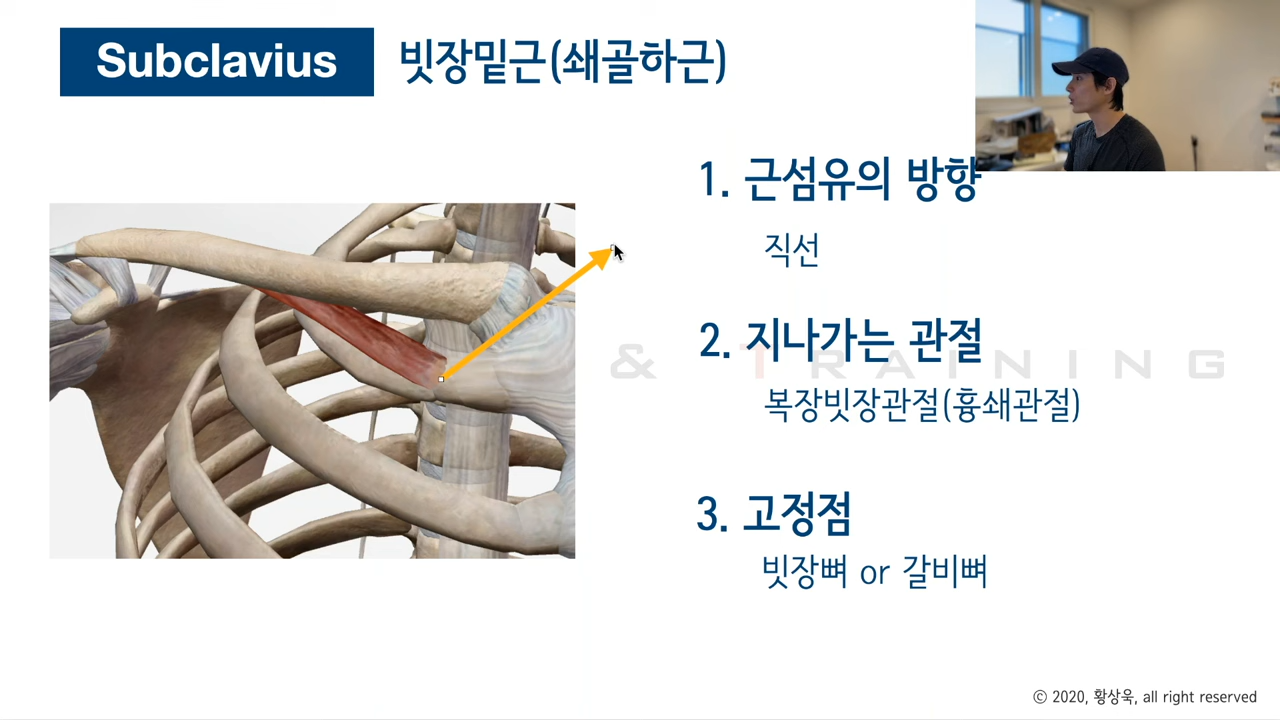 Subclavius 빗장밑근(쇄골하근)
1. 근섬유의 방향
직선
2. 지나가는 관절
& TRAINING
복장빗장관절(흉쇄관절)
3. 고정점
빗장뼈 or 갈비뼈
© 2020, 황상욱, all right reserved